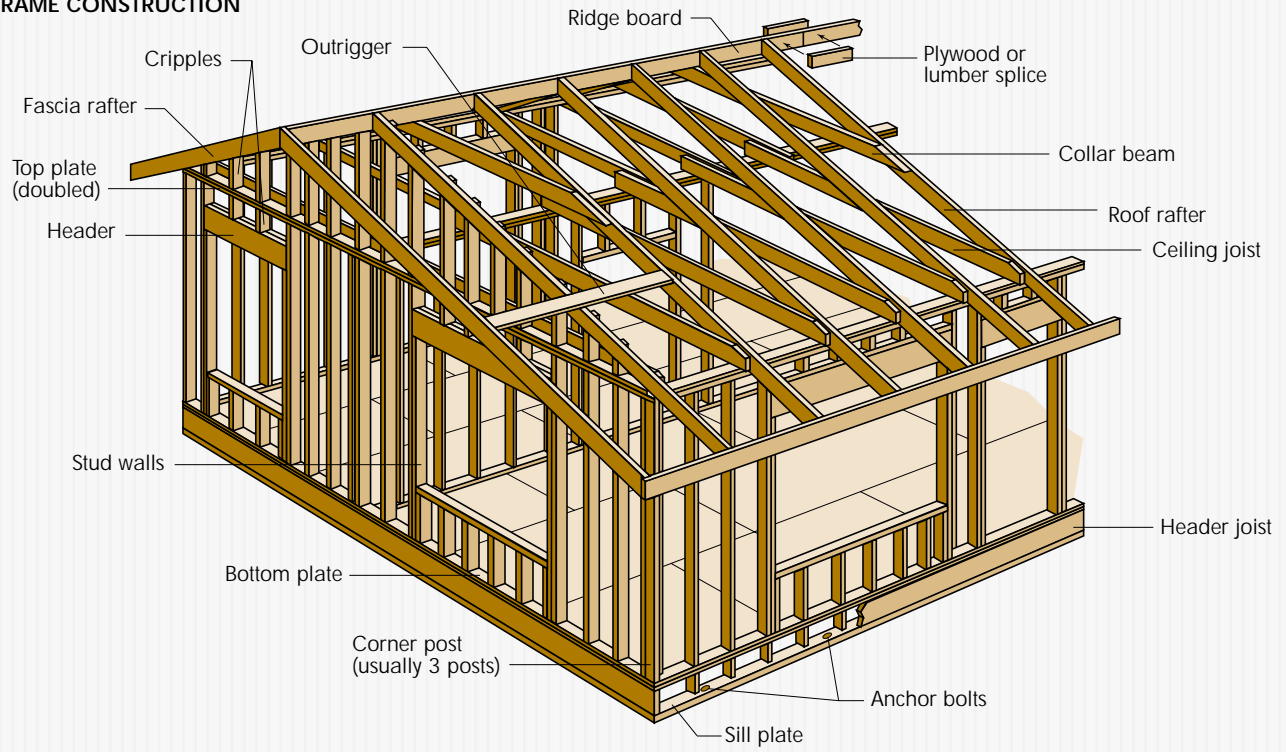 RAME CONSTRUCTION
Ridge board
Outrigger
Cripples
Plywood or
lumber splice
Fascia rafter
Top plate
(doubled)
Collar beam
Header
Roof rafter
Ceiling joist
Stud walls
Header joist
Bottom plate
Corner post
(usually 3 posts)
Anchor bolts
Sill plate